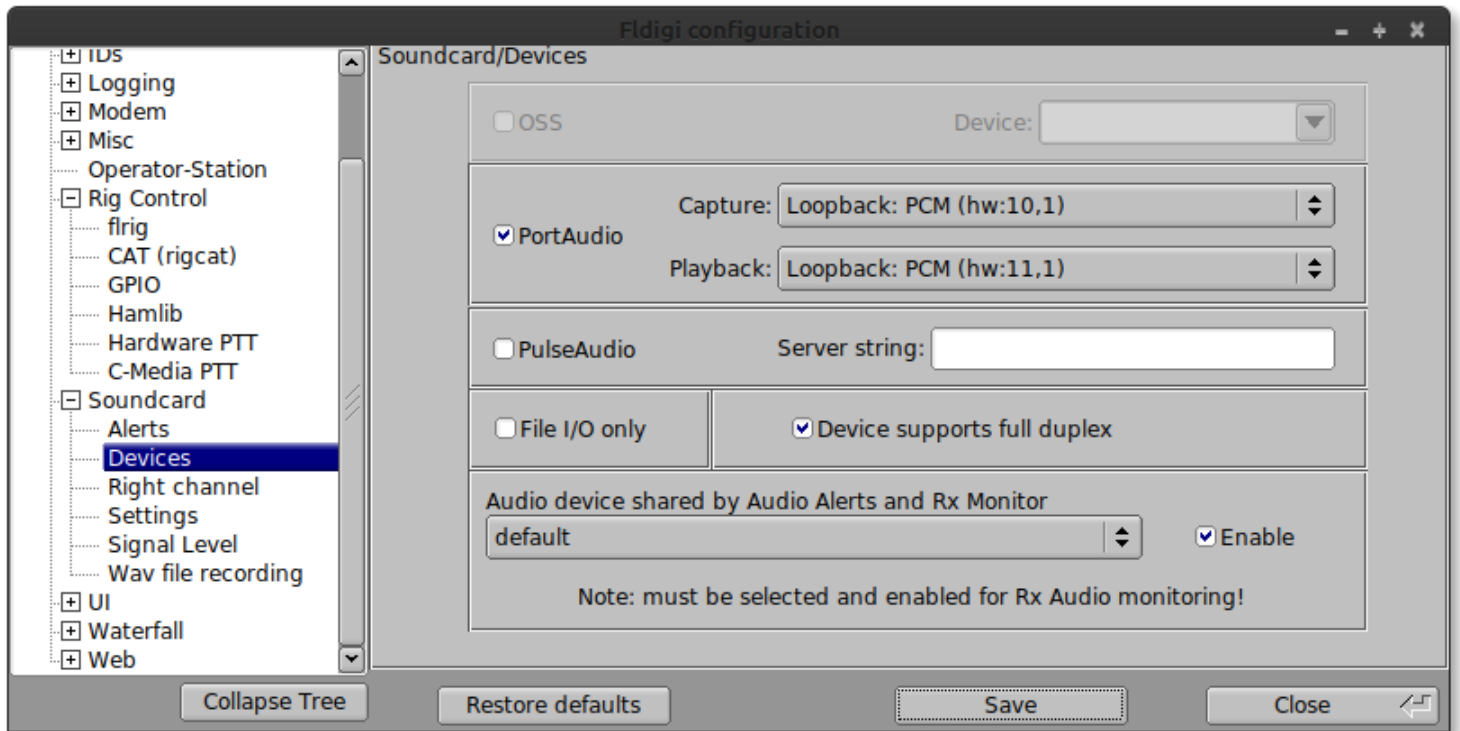 Fldigi configuration
IDs
Logging
Modem
Misc
Operator-Station
Rig Control
flrig
CAT (rigcat)
GPIO
Hamlib
Hardware PTT
C-Media PTT
Soundcard
Alerts
Devices
Right channel
Settings
Signal Level
Wav file recording
UI
Waterfall
Web
Collapse Tree
Soundcard/Devices
OSS Device:
Capture: Loopback: PCM (hw:10,1)
PortAudio
Playback: Loopback: PCM (hw:11,1)
PulseAudio Server string:
File I/O only Device supports full duplex
Audio device shared by Audio Alerts and Rx Monitor
default Enable
Note: must be selected and enabled for Rx Audio monitoring!
Restore defaults Save Close